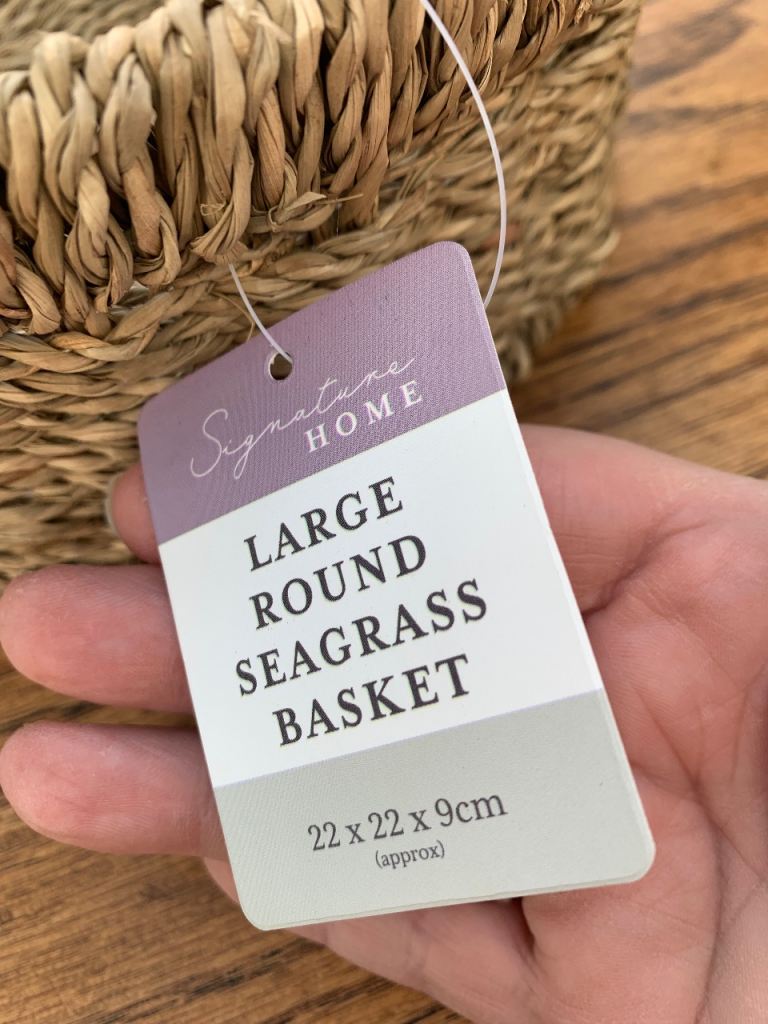 Signature
HOME
LARGE
ROUND
SEAGRASS
BASKET
22 x 22 x 9cm
(approx)